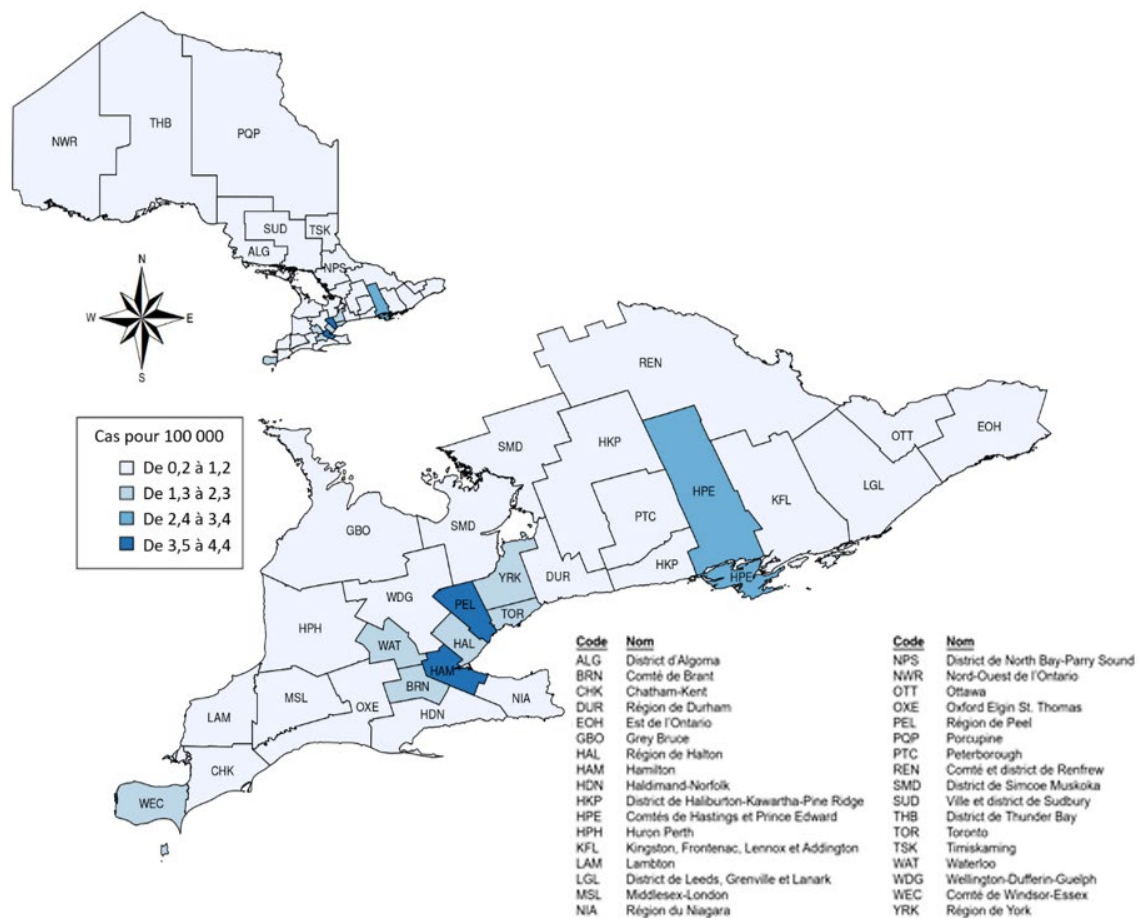 NWR
THB
PQP
SUD
TSK
ALG
NPS
N
W
E
S
Cas pour 100 000
De 0,2 à 1,2
De 1,3 à 2,3
De 2,4 à 3,4
De 3,5 à 4,4
REN
SMD
HKP
OTT
EOH
HPE
KFL
LGL
PTC
GBO
SMD
HKP
HPE
YRK
DUR
WDG
PEL
TOR
HPH
WAT
HAL
HAM
BRN
MSL
OXE
NIA
HDN
LAM
CHK
WEC
Code Nom
ALG District d'Algoma
BRN Comté de Brant
CHK Chatham-Kent
DUR Région de Durham
EOH Est de l'Ontario
GBO Grey Bruce
HAL Région de Halton
HAM Hamilton
HDN Haldimand-Norfolk
HKP District de Haliburton-Kawartha-Pine Ridge
HPE Comtés de Hastings et Prince Edward
HPH Huron Perth
KFL Kingston, Frontenac, Lennox et Addington
LAM Lambton
LGL District de Leeds, Grenville et Lanark
MSL Middlesex-London
NIA Région du Niagara
Code Nom
NPS District de North Bay-Parry Sound
NWR Nord-Ouest de l'Ontario
OTT Ottawa
OXE Oxford Elgin St. Thomas
PEL Région de Peel
PQP Porcupine
PTC Peterborough
REN Comté et district de Renfrew
SMD District de Simcoe Muskoka
SUD Ville et district de Sudbury
THB District de Thunder Bay
TOR Toronto
TSK Timiskaming
WAT Waterloo
WDG Wellington-Dufferin-Guelph
WEC Comté de Windsor-Essex
YRK Région de York